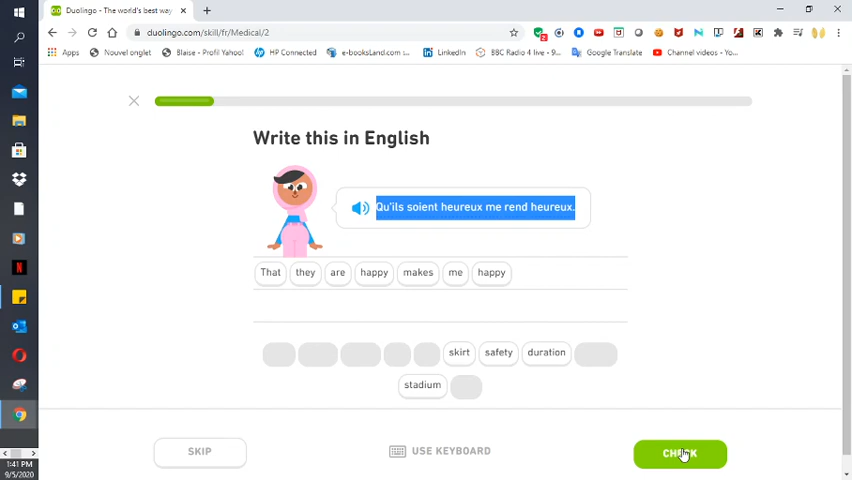 Duolingo - The world's best way
duolingo.com/skill/fr/Medical/2
Apps
Nouvel onglet
Blaise - Profil Yahoo!
HP Connected
e-booksLand.com :...
LinkedIn
BBC Radio 4 live - 9...
Google Translate
Channel videos - Yo...
Write this in English
Qu'ils soient heureux me rend heureux.
That they are happy makes me happy
skirt safety duration
stadium
SKIP
USE KEYBOARD
CHECK
1:41 PM
9/5/2020